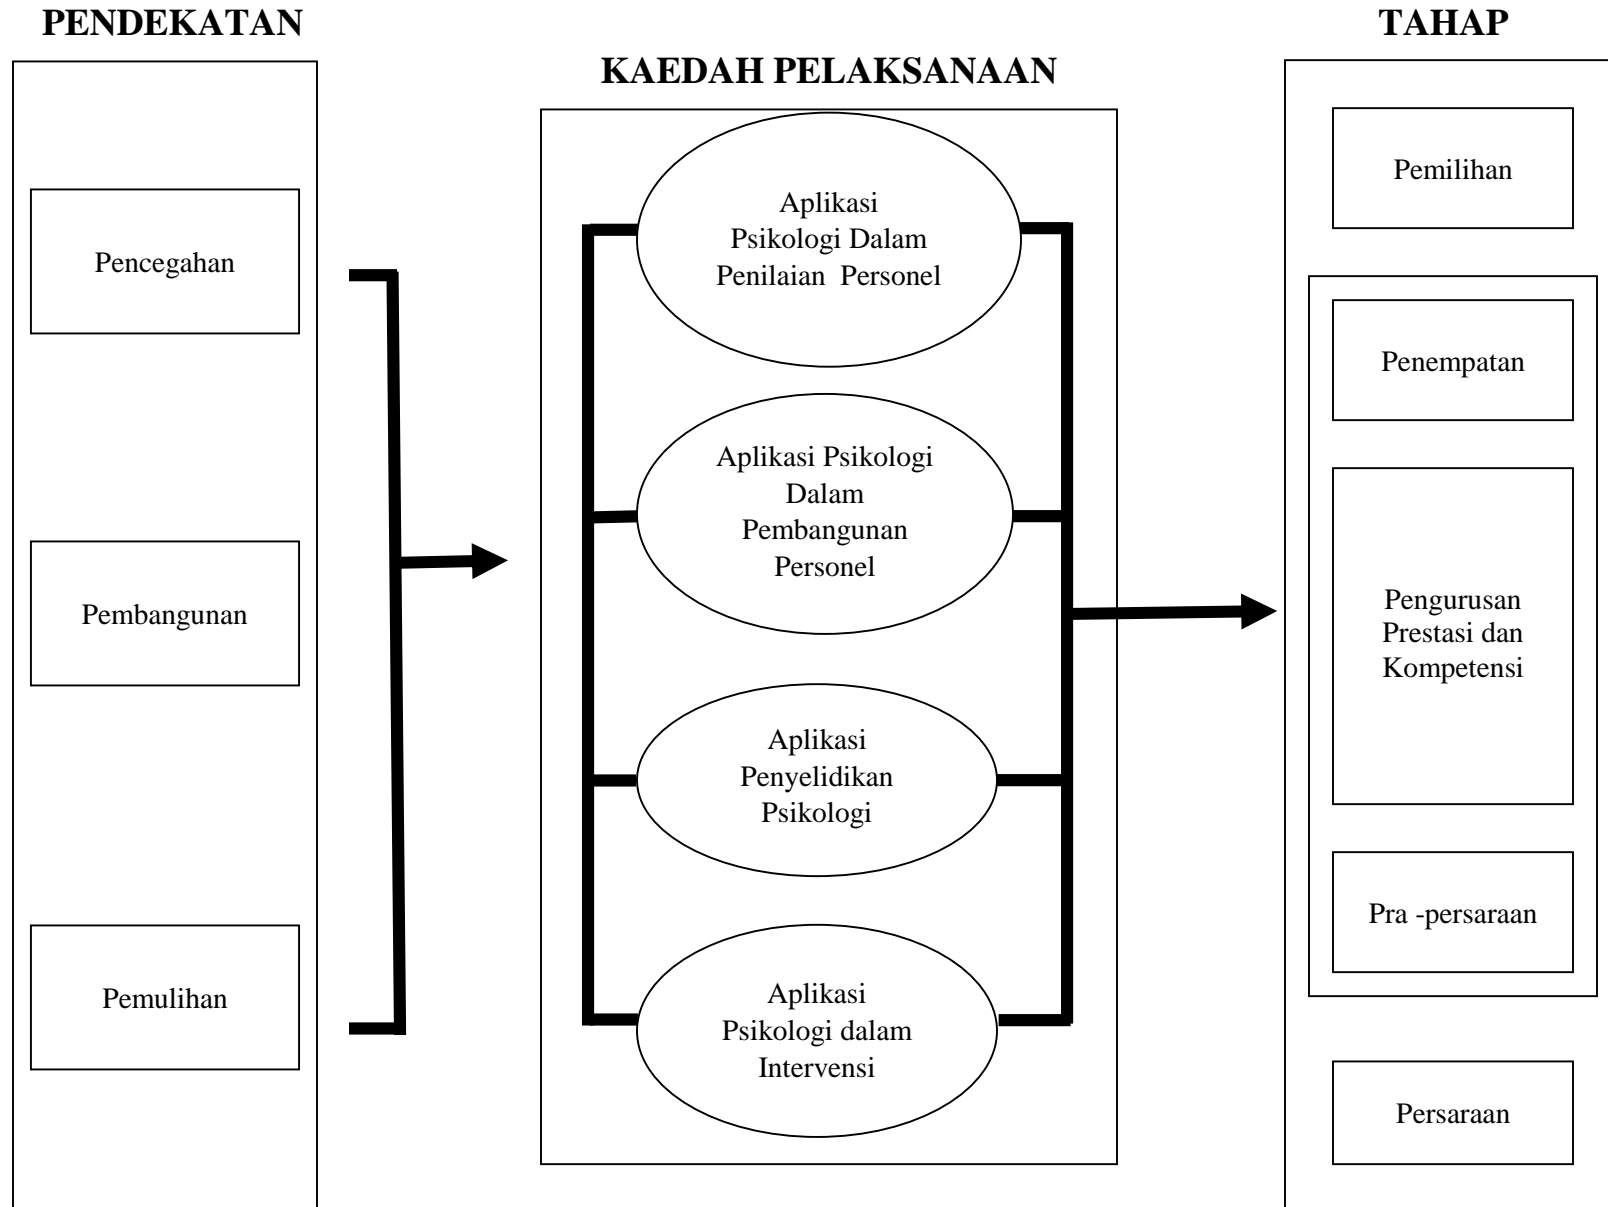 PENDEKATAN
Pencegahan
Pembangunan
Pemulihan
KAEDAH PELAKSANAAN
Aplikasi
Psikologi Dalam
Penilaian  Personel
Aplikasi Psikologi
Dalam
Pembangunan
Personel
Aplikasi
Penyelidikan
Psikologi
Aplikasi
Psikologi dalam
Intervensi
TAHAP
Pemilihan
Penempatan
Pengurusan
Prestasi dan
Kompetensi
Pra -persaraan
Persaraan